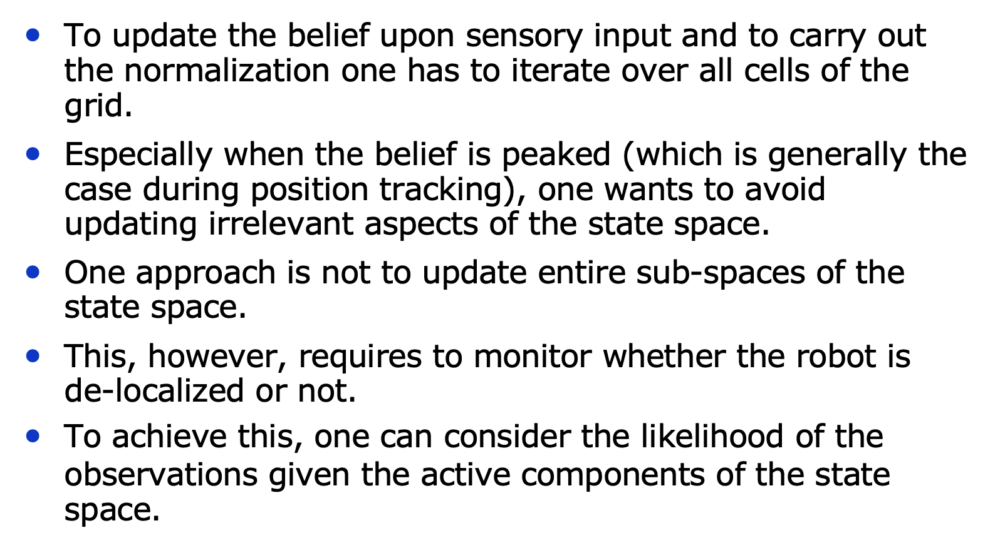 • To update the belief upon sensory input and to carry out
the normalization one has to iterate over all cells of the
grid.
• Especially when the belief is peaked (which is generally the
case during position tracking), one wants to avoid
updating irrelevant aspects of the state space.
• One approach is not to update entire sub-spaces of the
state space.
• This, however, requires to monitor whether the robot is
de-localized or not.
• To achieve this, one can consider the likelihood of the
observations given the active components of the state
space.